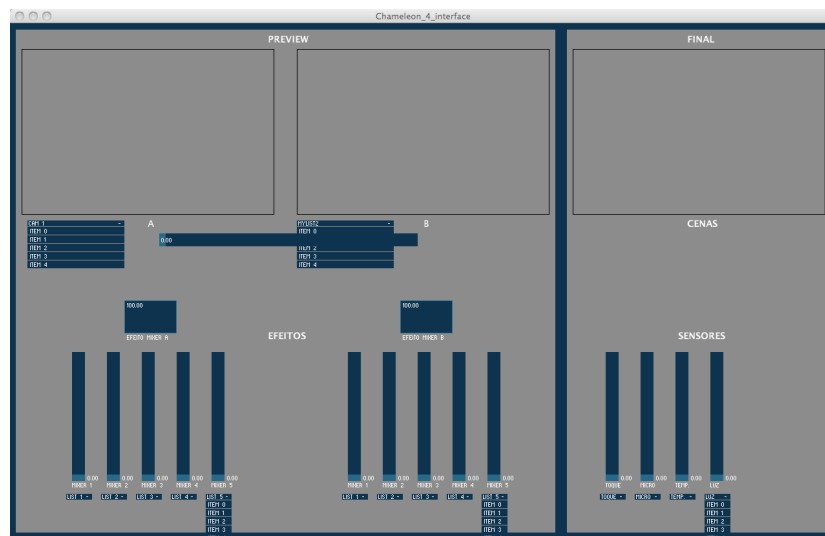 Chameleon_4_interface
PREVIEW
FINAL
CAM 1 -
A
MYLIST2 -
B
CENAS
ITEM 0
ITEM 1
ITEM 2
ITEM 3
ITEM 4
0.00
ITEM 0
ITEM 2
ITEM 3
ITEM 4
100.00
EFEITO MIXER A
100.00
EFEITO MIXER B
EFEITOS
SENSORES
0.00 0.00 0.00 0.00 0.00
MIXER 1 MIXER 2 MIXER 3 MIXER 4 MIXER 5
LIST 1 - LIST 2 - LIST 3 - LIST 4 - LIST 5 -
ITEM 0
ITEM 1
ITEM 2
ITEM 3
0.00 0.00 0.00 0.00 0.00
MIXER 1 MIXER 2 MIXER 3 MIXER 4 MIXER 5
LIST 1 - LIST 2 - LIST 3 - LIST 4 - LIST 5 -
ITEM 0
ITEM 1
ITEM 2
ITEM 3
0.00 0.00 0.00 0.00
TOQUE MICRO TEMP. LUZ
TOQUE - MICRO - TEMP. - LUZ -
ITEM 0
ITEM 1
ITEM 2
ITEM 3